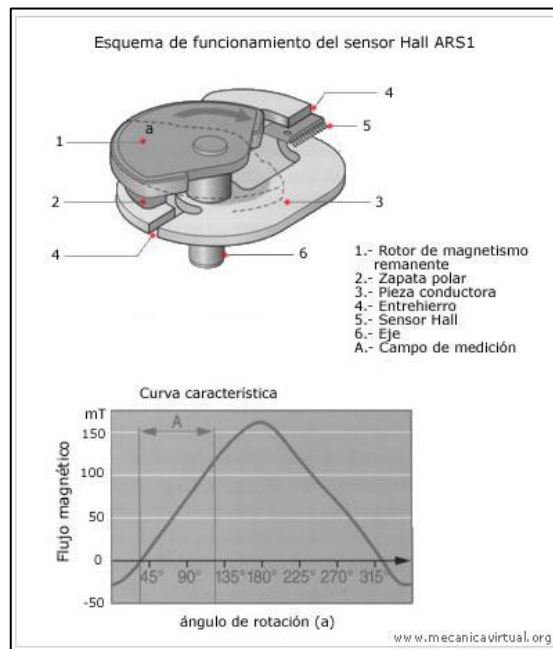 Esquema de funcionamiento del sensor Hall ARS1
4
5
1
a
2
3
4
6
1.- Rotor de magnetismo
remanente
2.- Zapata polar
3.- Pieza conductora
4.- Entrehierro
5.- Sensor Hall
6.- Eje
A.- Campo de medición
Curva característica
mT
150
A
100
50
0
45° 90° 135° 180° 225° 270° 315°
-50
Flujo magnético
ángulo de rotación (a)
www.mecanicavirtual.org